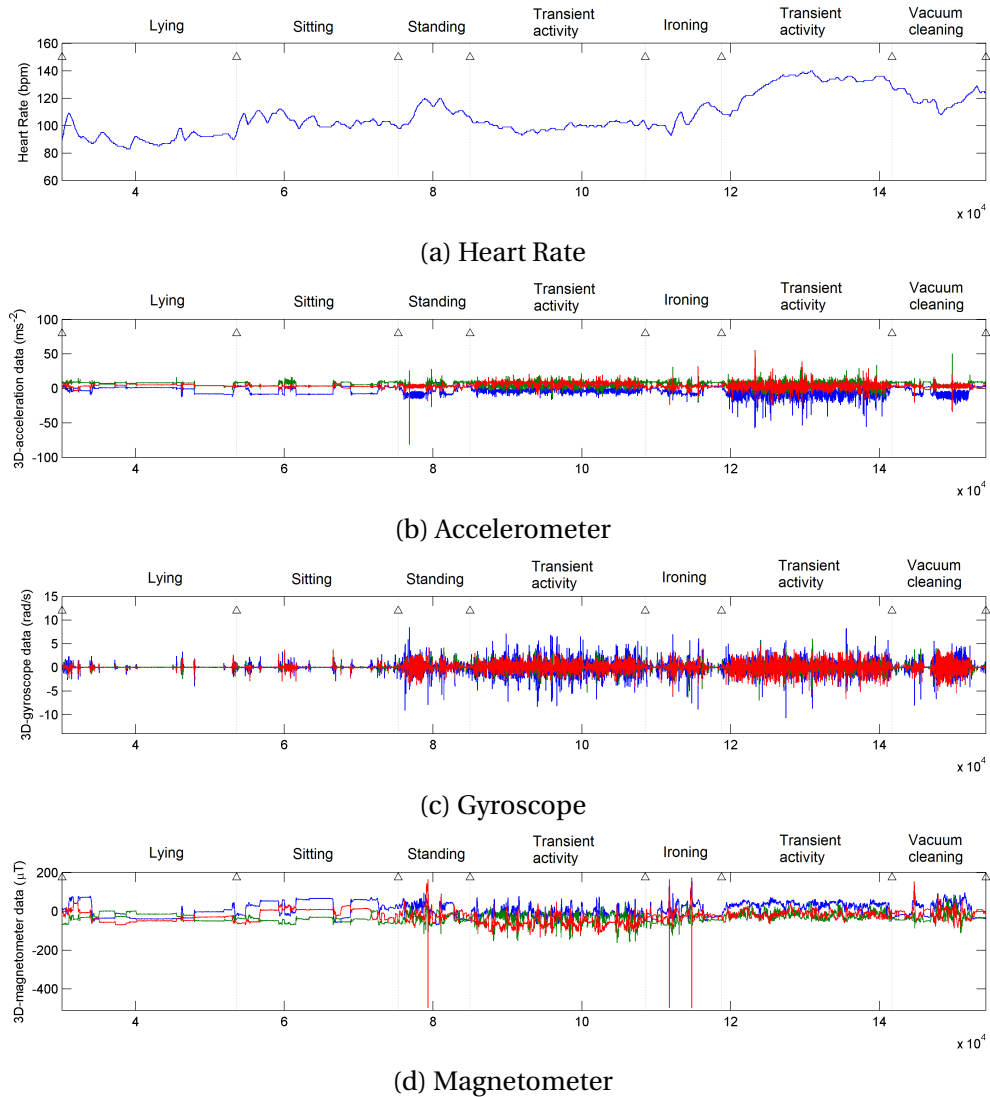 Lying Sitting Standing Transient activity Ironing Transient activity Vacuum cleaning
Heart Rate (bpm)
160
140
120
100
80
60
4 6 8 10 12 14
x 10^4
(a) Heart Rate
Lying Sitting Standing Transient activity Ironing Transient activity Vacuum cleaning
3D-acceleration data (ms^-2)
100
50
0
-50
-100
4 6 8 10 12 14
x 10^4
(b) Accelerometer
Lying Sitting Standing Transient activity Ironing Transient activity Vacuum cleaning
3D-gyroscope data (rad/s)
15
10
5
0
-5
-10
4 6 8 10 12 14
x 10^4
(c) Gyroscope
Lying Sitting Standing Transient activity Ironing Transient activity Vacuum cleaning
3D-magnetometer data (μT)
200
0
-200
-400
4 6 8 10 12 14
x 10^4
(d) Magnetometer